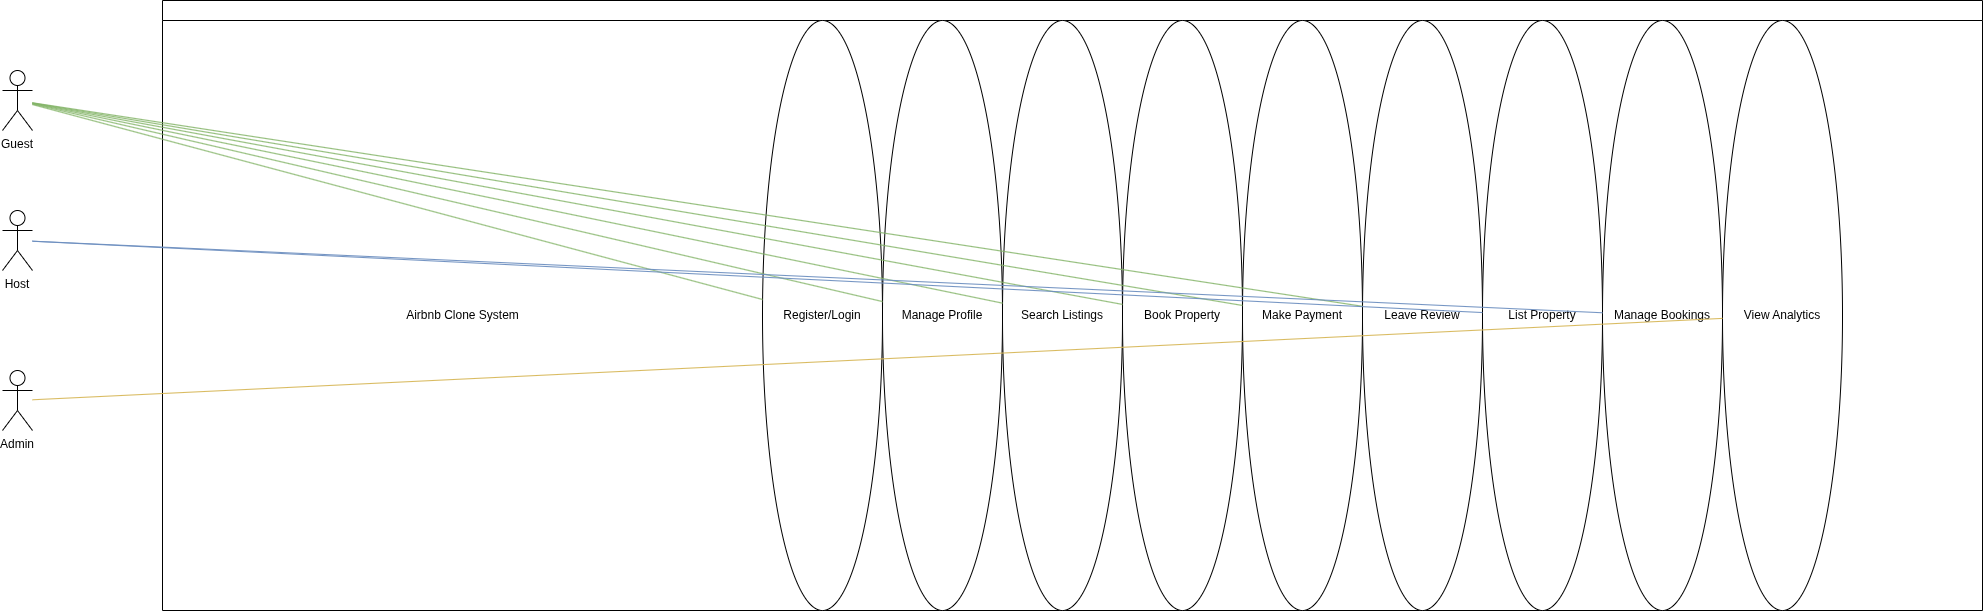 Guest
Host
Airbnb Clone System
Register/Login
Manage Profile
Search Listings
Book Property
Make Payment
Leave Review
List Property
Manage Bookings
View Analytics
Admin